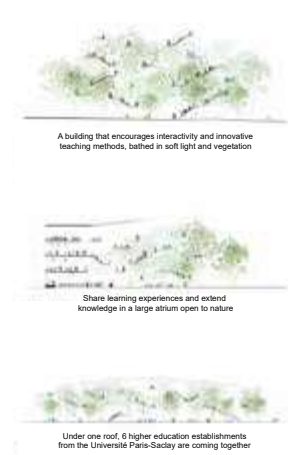 A building that encourages interactivity and innovative
teaching methods, bathed in soft light and vegetation
Share learning experiences and extend
knowledge in a large atrium open to nature
Under one roof, 6 higher education establishments
from the Université Paris-Saclay are coming together